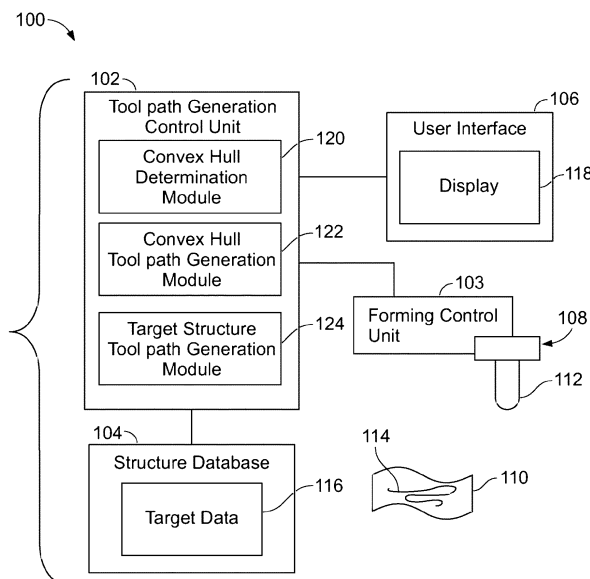 100
102
Tool path Generation
Control Unit
120
Convex Hull
Determination
Module
122
Convex Hull
Tool path Generation
Module
124
Target Structure
Tool path Generation
Module
106
User Interface
118
Display
103
Forming Control
Unit
108
112
104
Structure Database
116
Target Data
114
110